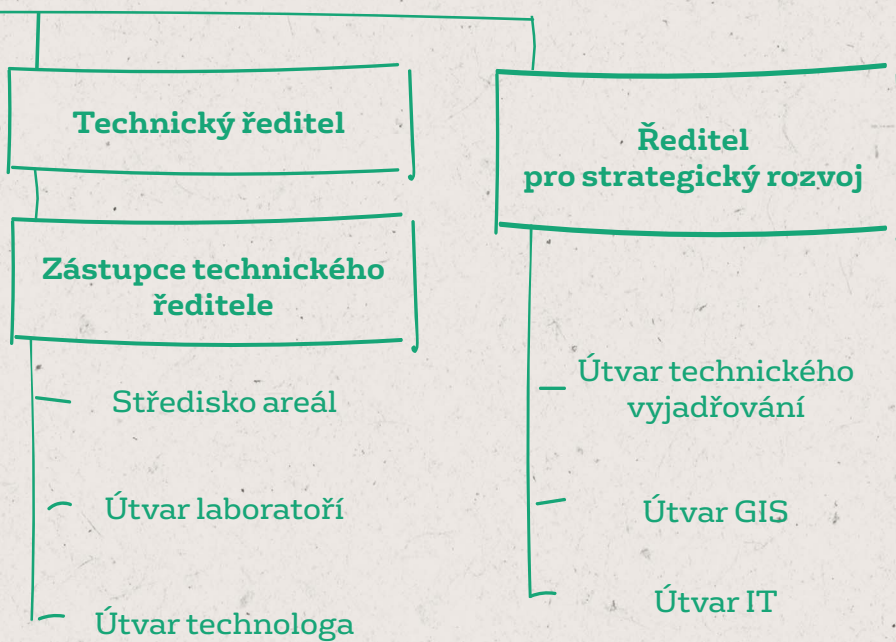 Technický ředitel
Zástupce technického
ředitele
Středisko areál
Útvar laboratoří
Útvar technologa
Ředitel
pro strategický rozvoj
Útvar technického
vyjadřování
Útvar GIS
Útvar IT